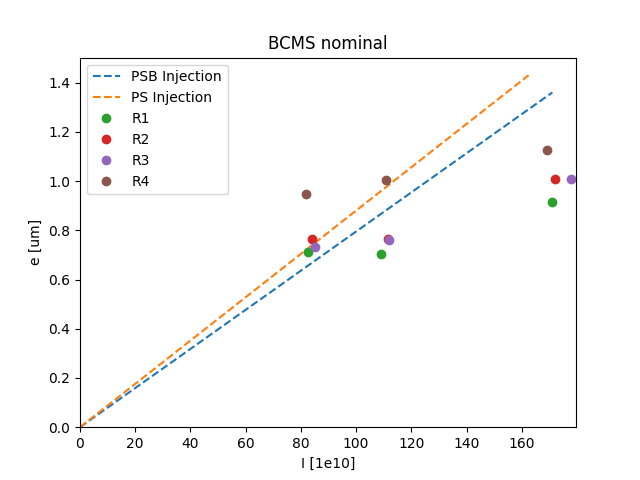 BCMS nominal
PSB Injection
PS Injection
R1
R2
R3
R4
e [um]
1.4
1.2
1.0
0.8
0.6
0.4
0.2
0.0
0 20 40 60 80 100 120 140 160
I [1e10]